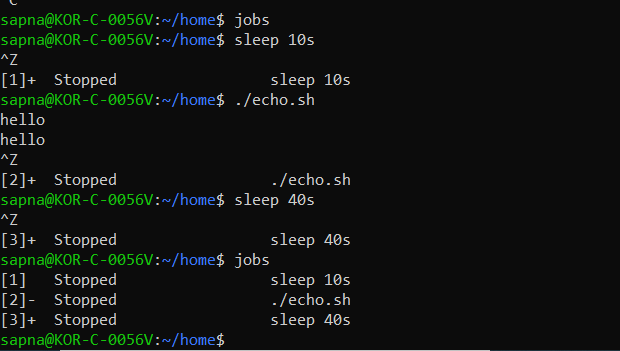 ^C
sapna@KOR-C-0056V:~/home$ jobs
sapna@KOR-C-0056V:~/home$ sleep 10s
^Z
[1]+  Stopped                 sleep 10s
sapna@KOR-C-0056V:~/home$ ./echo.sh
hello
hello
^Z
[2]+  Stopped                 ./echo.sh
sapna@KOR-C-0056V:~/home$ sleep 40s
^Z
[3]+  Stopped                 sleep 40s
sapna@KOR-C-0056V:~/home$ jobs
[1]   Stopped                 sleep 10s
[2]-  Stopped                 ./echo.sh
[3]+  Stopped                 sleep 40s
sapna@KOR-C-0056V:~/home$